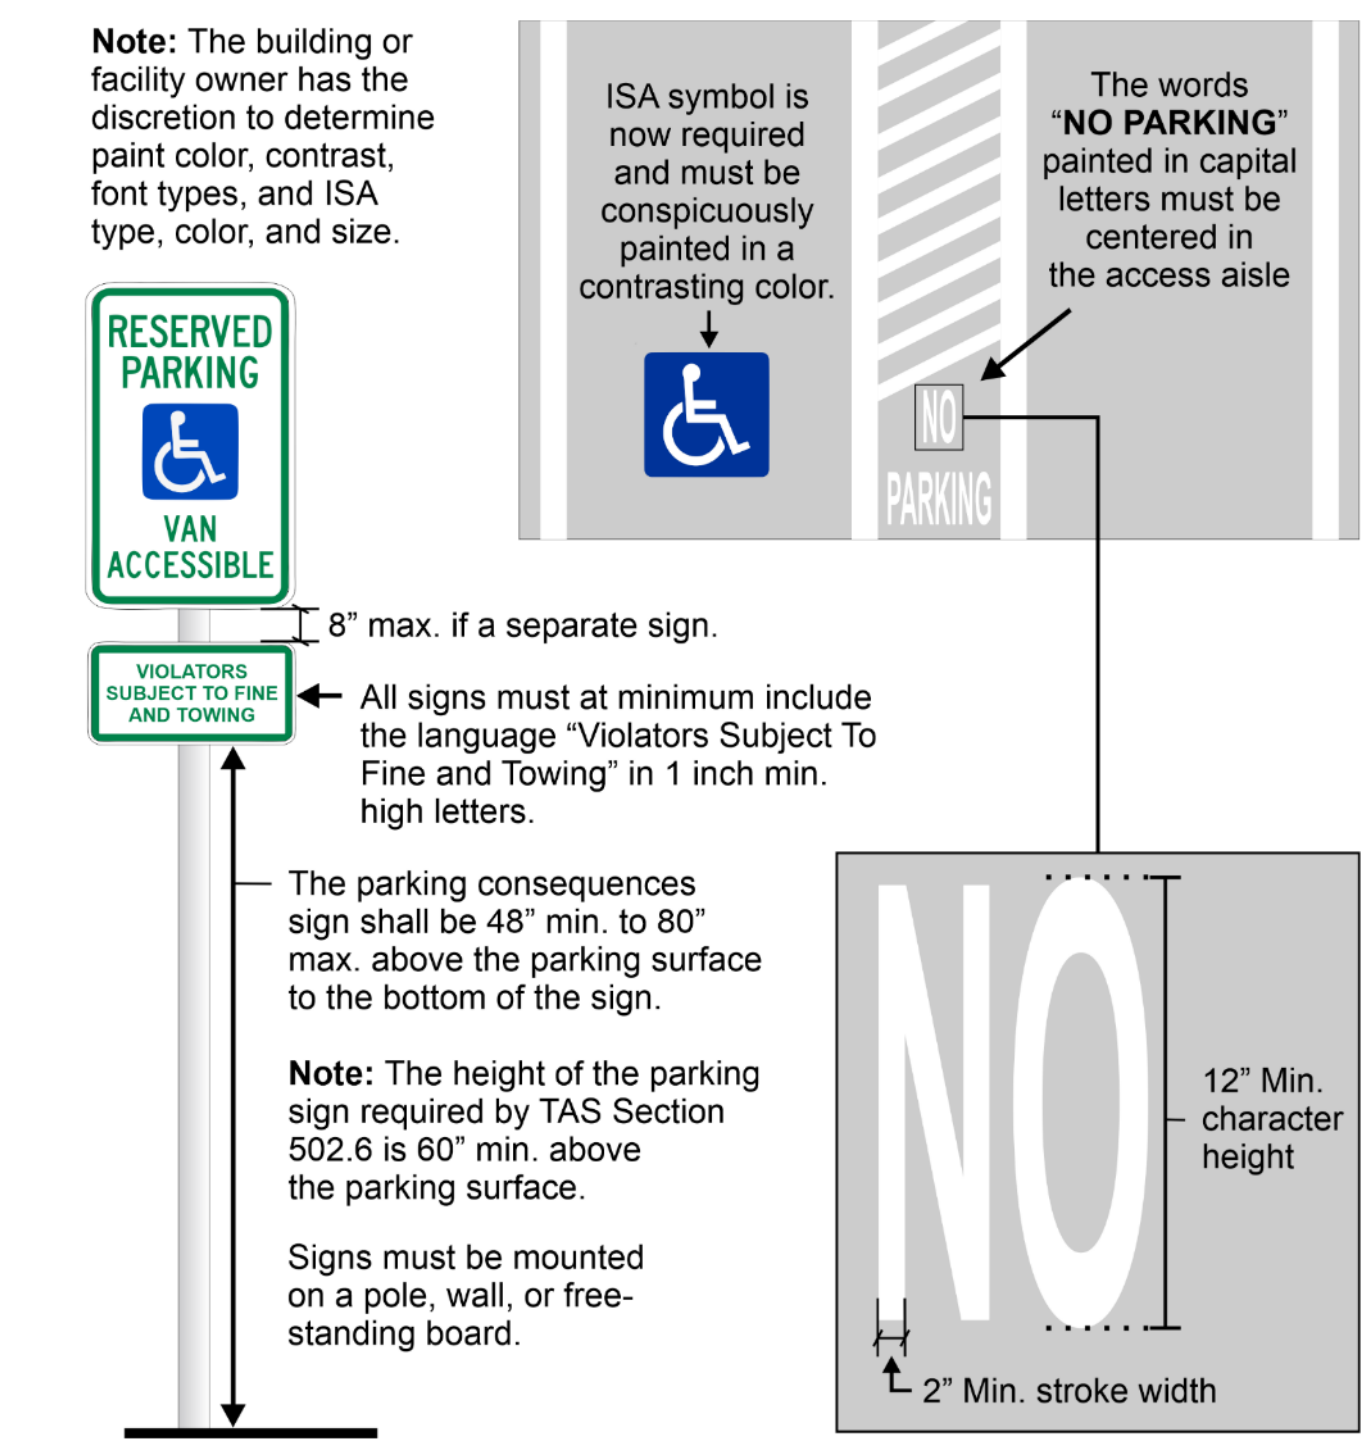 Note: The building or
facility owner has the
discretion to determine
paint color, contrast,
font types, and ISA
type, color, and size.
ISA symbol is
now required
and must be
conspicuously
painted in a
contrasting color.
The words
“NO PARKING”
painted in capital
letters must be
centered in
the access aisle
NO
PARKING
RESERVED
PARKING
VAN
ACCESSIBLE
8” max. if a separate sign.
VIOLATORS
SUBJECT TO FINE
AND TOWING
All signs must at minimum include
the language “Violators Subject To
Fine and Towing” in 1 inch min.
high letters.
The parking consequences
sign shall be 48” min. to 80”
max. above the parking surface
to the bottom of the sign.
Note: The height of the parking
sign required by TAS Section
502.6 is 60” min. above
the parking surface.
Signs must be mounted
on a pole, wall, or free-
standing board.
NO
12” Min.
character
height
2” Min. stroke width